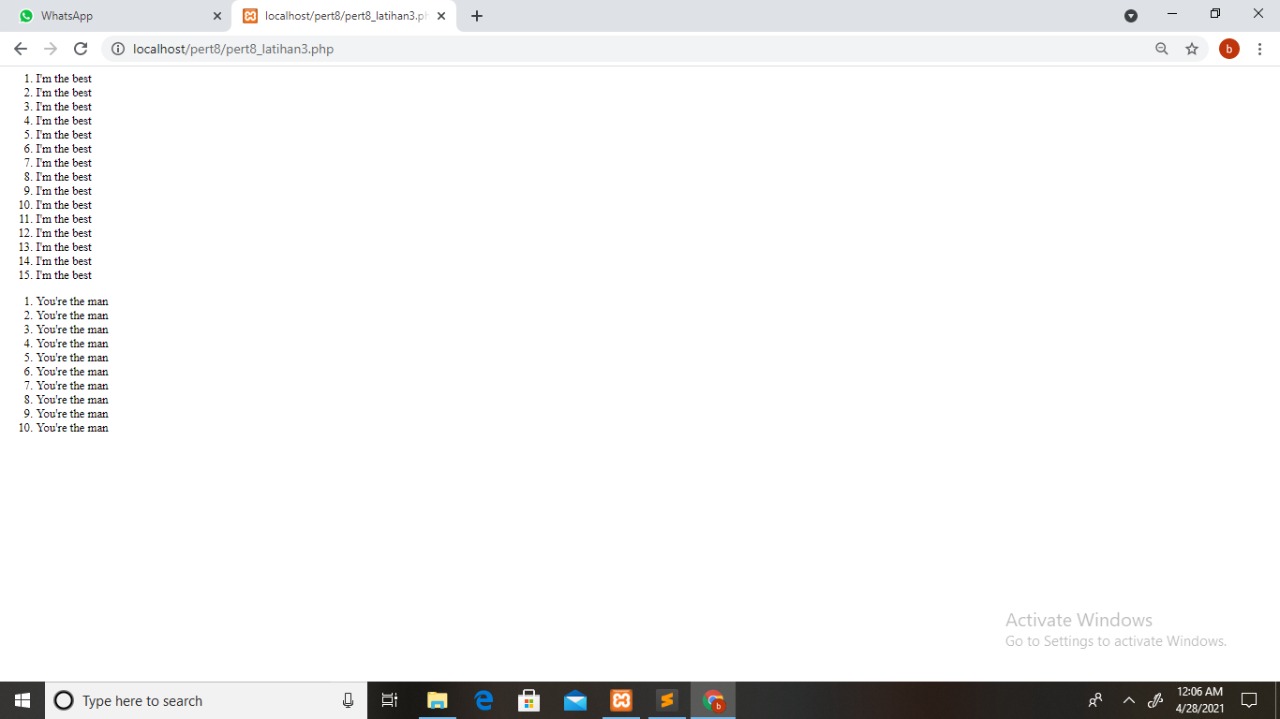 WhatsApp
localhost/pert8/pert8_latihan3.ph
localhost/pert8/pert8_latihan3.php
b
1. I'm the best
2. I'm the best
3. I'm the best
4. I'm the best
5. I'm the best
6. I'm the best
7. I'm the best
8. I'm the best
9. I'm the best
10. I'm the best
11. I'm the best
12. I'm the best
13. I'm the best
14. I'm the best
15. I'm the best
1. You're the man
2. You're the man
3. You're the man
4. You're the man
5. You're the man
6. You're the man
7. You're the man
8. You're the man
9. You're the man
10. You're the man
Activate Windows
Go to Settings to activate Windows.
Type here to search
b
12:06 AM
4/28/2021